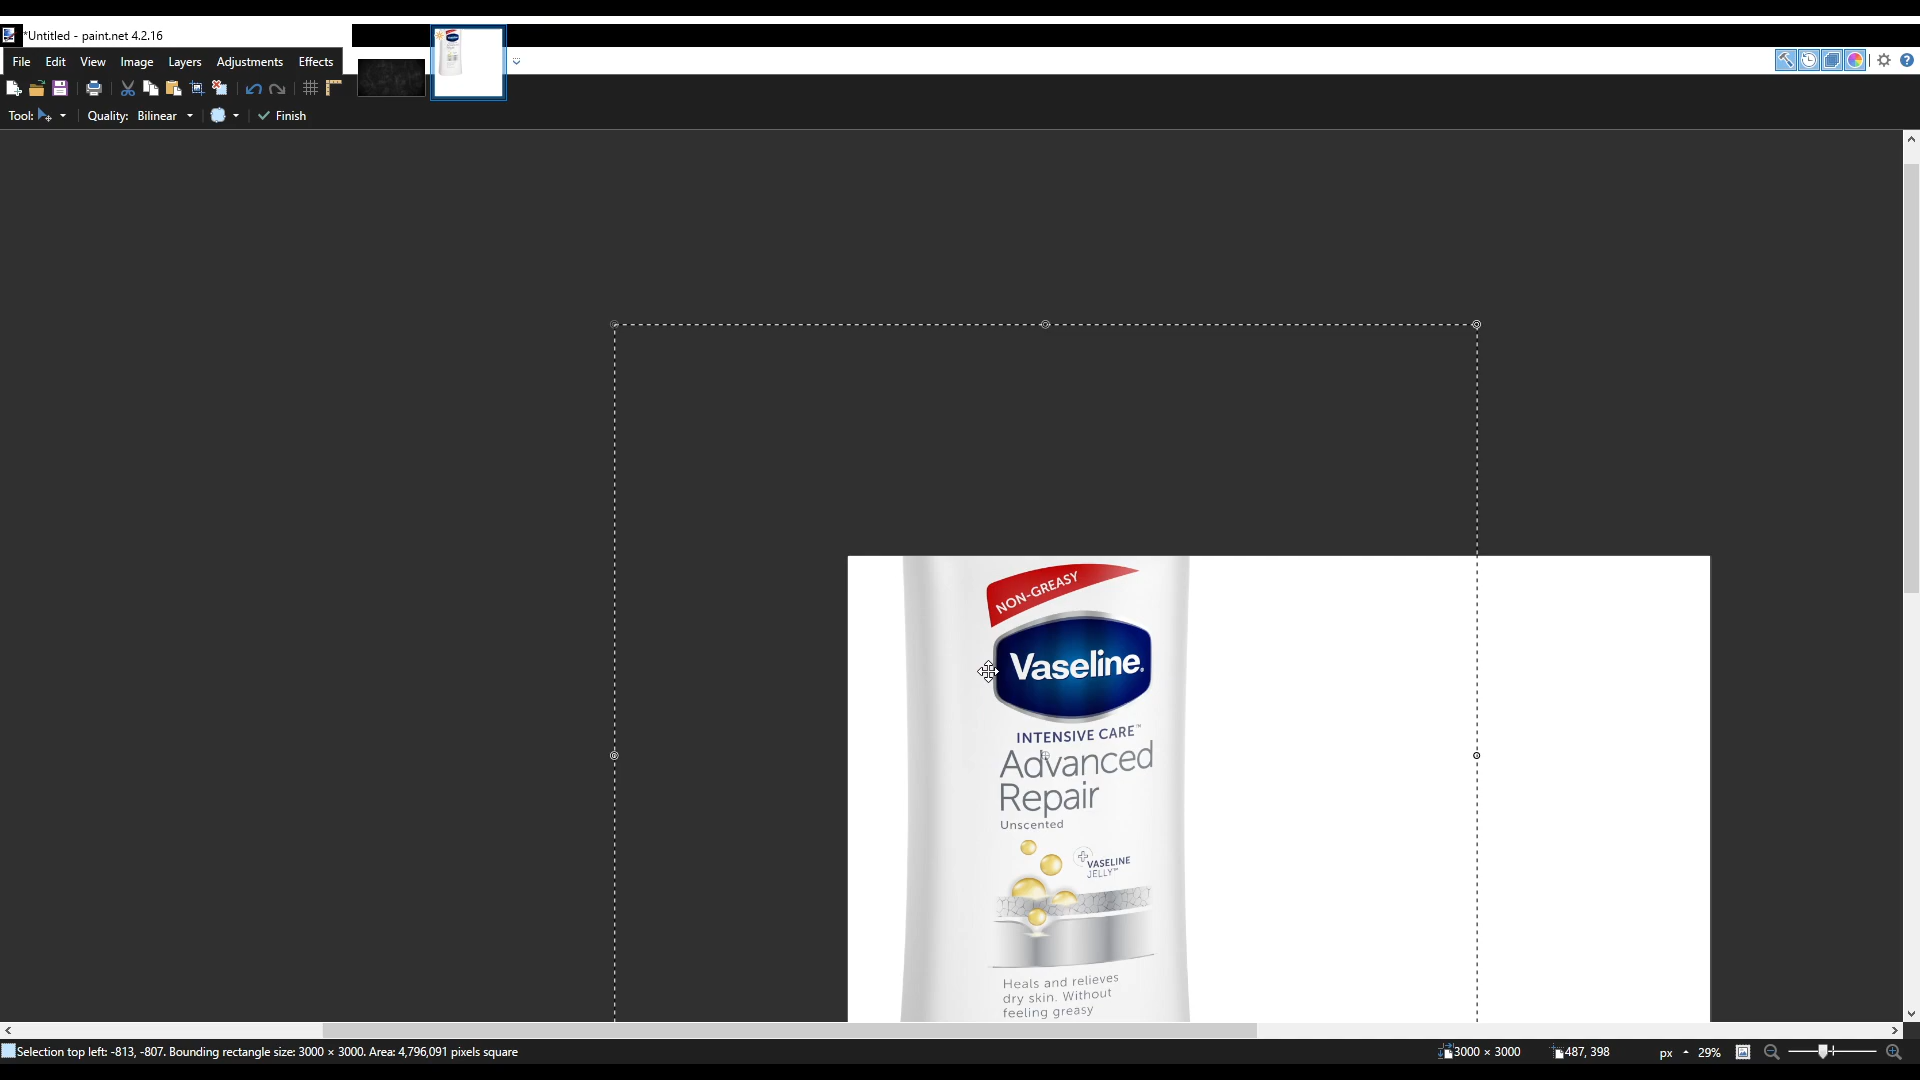 *Untitled - paint.net 4.2.16
File Edit View Image Layers Adjustments Effects
Tool: Quality: Bilinear Finish
NON-GREASY
Vaseline.
INTENSIVE CARE™
Advanced
Repair
Unscented
VASELINE
JELLY™
Heals and relieves
dry skin. Without
feeling greasy
Selection top left: -813, -807. Bounding rectangle size: 3000 × 3000. Area: 4,796,091 pixels square 3000 × 3000 487, 398 px 29%